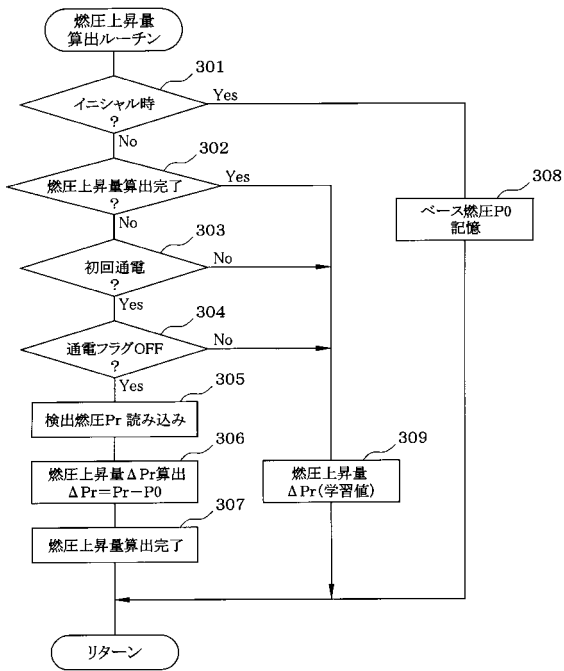 燃圧上昇量
算出ルーチン
301
イニシャル時
?
Yes
No
302
燃圧上昇量算出完了
?
Yes
No
308
ベース燃圧P0
記憶
303
初回通電
?
No
Yes
304
通電フラグOFF
?
No
Yes
305
検出燃圧Pr 読み込み
306
燃圧上昇量ΔPr算出
ΔPr=Pr−P0
309
燃圧上昇量
ΔPr(学習値)
307
燃圧上昇量算出完了
リターン